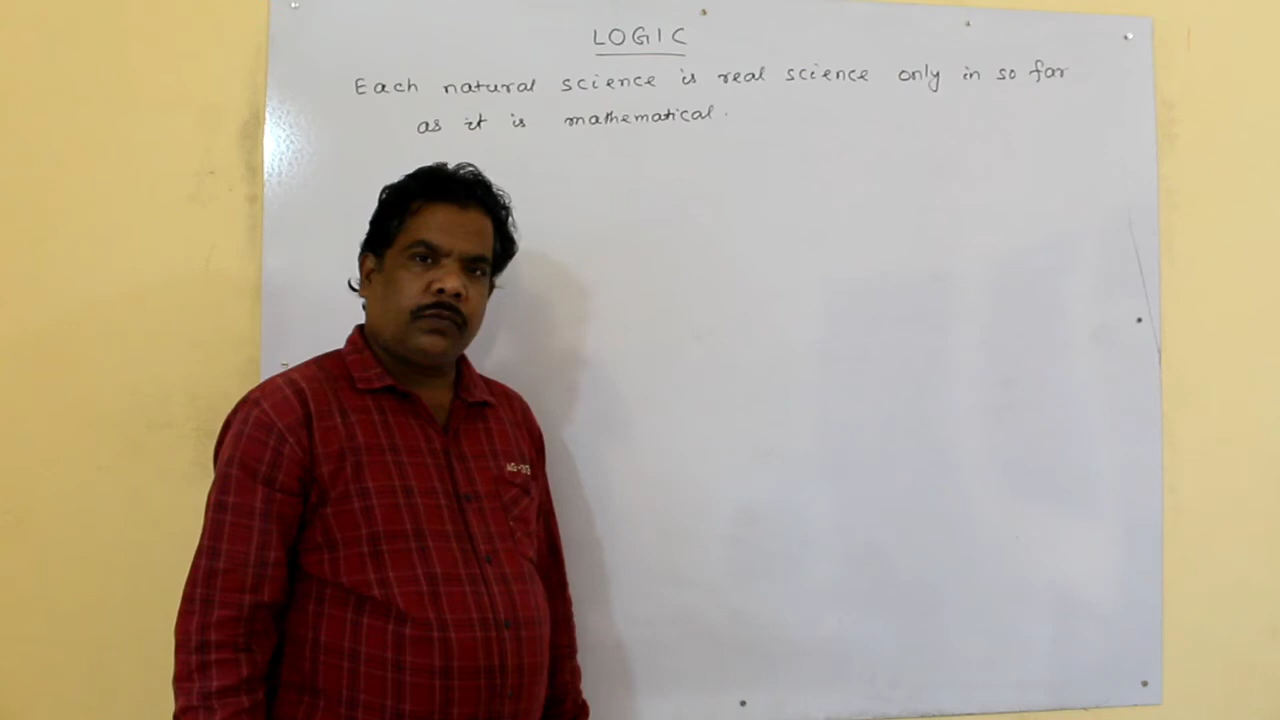 LOGIC
Each natural science is real science only in so far
as it is mathematical.